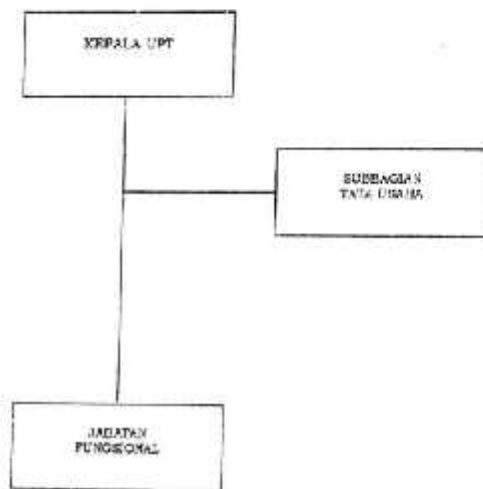 KEPALA UPT
SUBBAGIAN
TATA USAHA
JABATAN
FUNGSIONAL